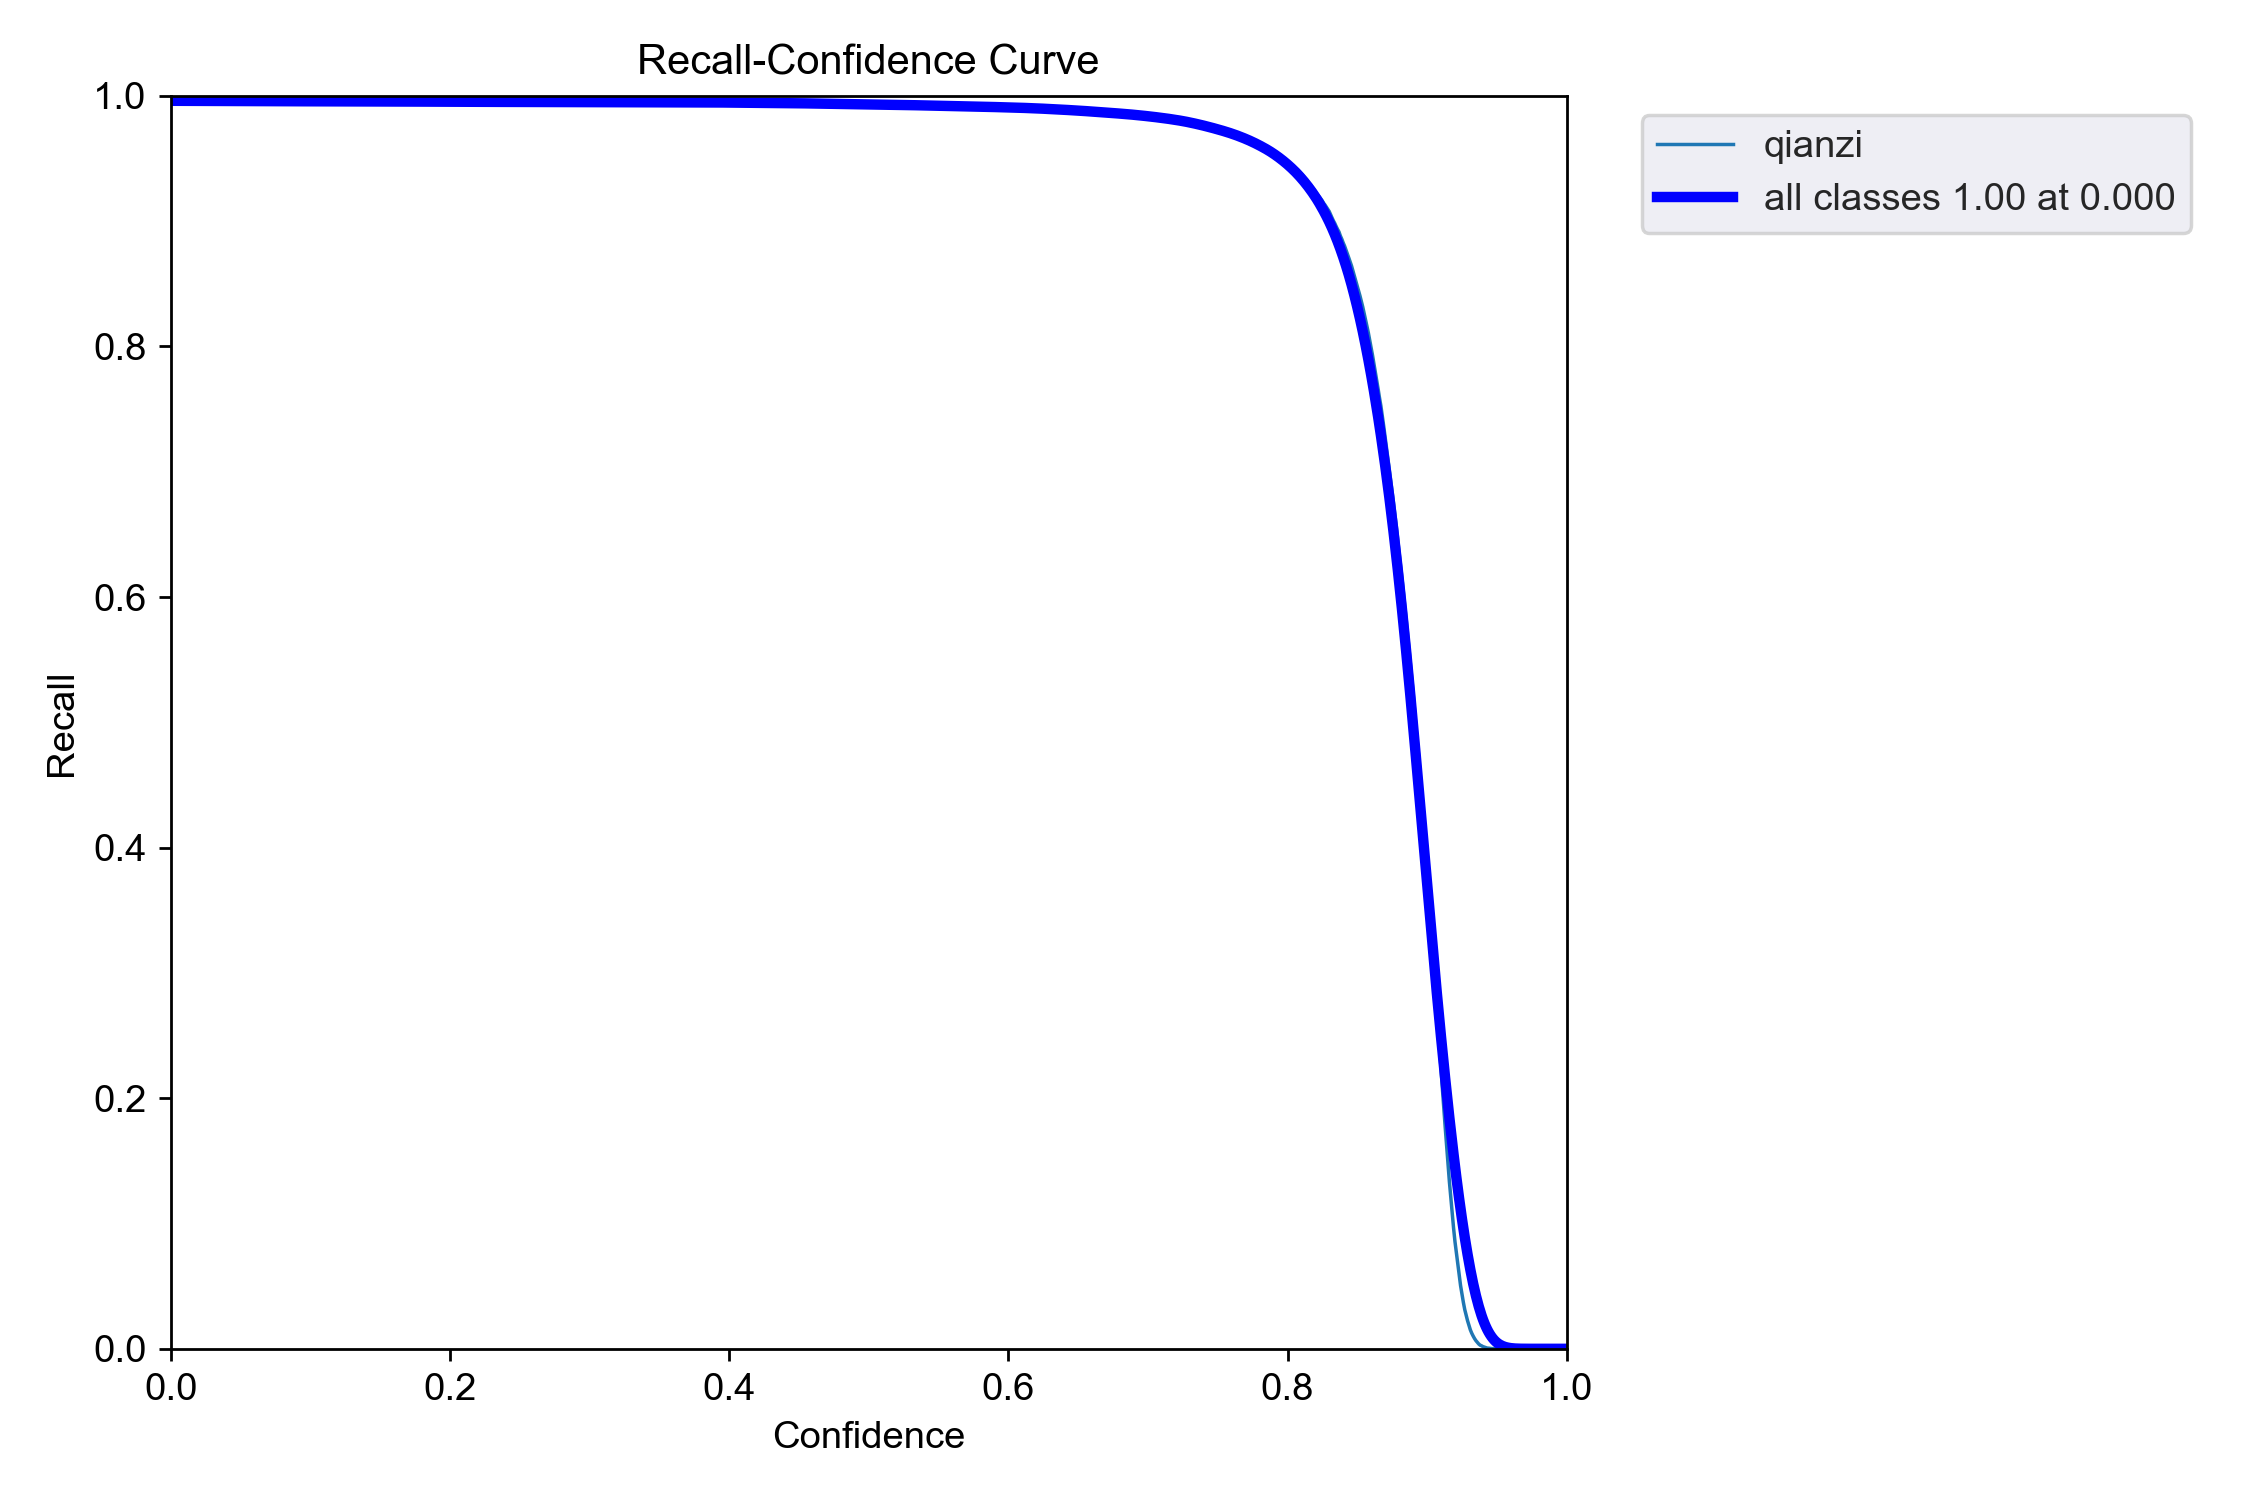 Recall-Confidence Curve
1.0
0.8
0.6
0.4
0.2
0.0
Recall
0.0 0.2 0.4 0.6 0.8 1.0
Confidence
qianzi
all classes 1.00 at 0.000